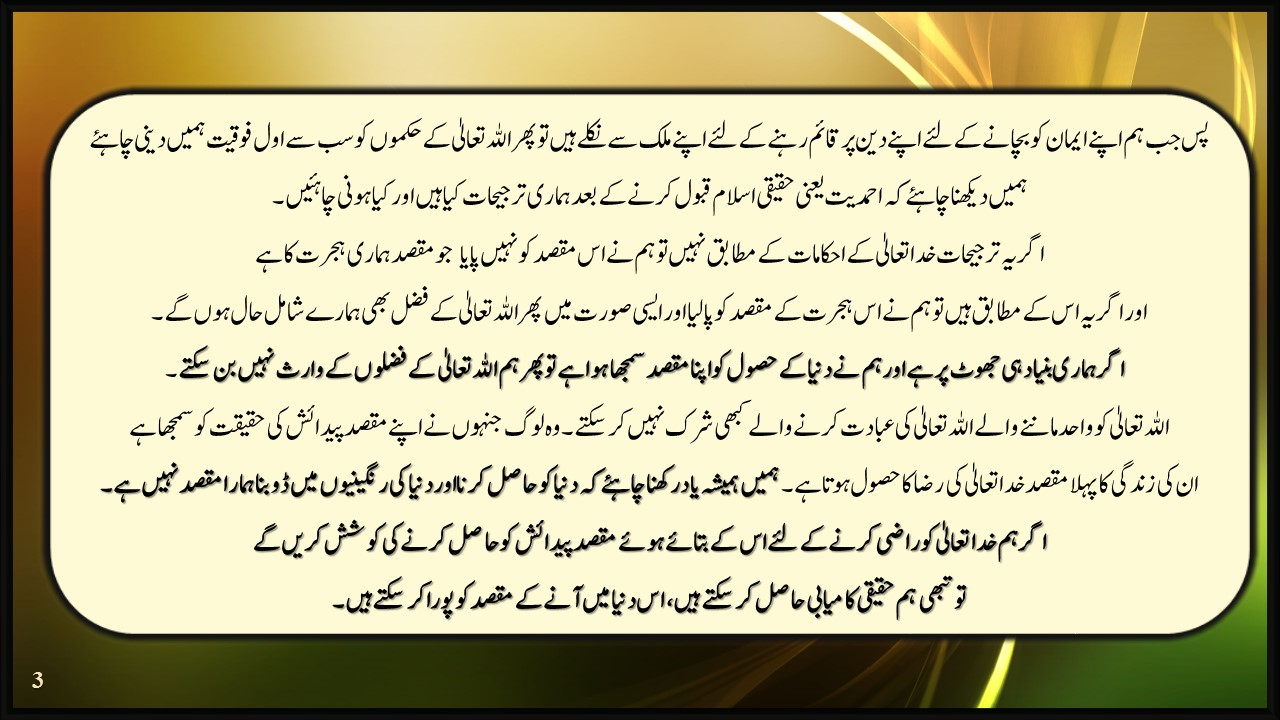 پس جب ہم اپنے ایمان کو بچانے کے لئے اپنے دین پر قائم رہنے کے لئے اپنے ملک سے نکلے ہیں تو پھر اللہ تعالیٰ کے حکموں کو سب سے اول فوقیت ہمیں دینی چاہئے
ہمیں دیکھنا چاہئے کہ احمدیت یعنی حقیقی اسلام قبول کرنے کے بعد ہماری ترجیحات کیا ہیں اور کیا ہونی چاہئیں۔
اگر یہ ترجیحات خدا تعالیٰ کے احکامات کے مطابق نہیں تو ہم نے اس مقصد کو نہیں پایا جو مقصد ہماری ہجرت کا ہے
اور اگر یہ اس کے مطابق ہیں تو ہم نے اس ہجرت کے مقصد کو پا لیا اور ایسی صورت میں پھر اللہ تعالیٰ کے فضل بھی ہمارے شامل حال ہوں گے۔
اگر ہماری بنیاد ہی جھوٹ پر ہے اور ہم نے دنیا کے حصول کو اپنا مقصد سمجھا ہوا ہے تو پھر ہم اللہ تعالیٰ کے فضلوں کے وارث نہیں بن سکتے۔
اللہ تعالیٰ کو واحد ماننے والے اللہ تعالیٰ کی عبادت کرنے والے کبھی شرک نہیں کر سکتے۔ وہ لوگ جنہوں نے اپنے مقصد پیدائش کی حقیقت کو سمجھا ہے
ان کی زندگی کا پہلا مقصد خدا تعالیٰ کی رضا کا حصول ہوتا ہے۔ ہمیں ہمیشہ یاد رکھنا چاہئے کہ دنیا کو حاصل کرنا اور دنیا کی رنگینیوں میں ڈوبنا ہمارا مقصد نہیں ہے۔
اگر ہم خدا تعالیٰ کو راضی کرنے کے لئے اس کے بتائے ہوئے مقصد پیدائش کو حاصل کرنے کی کوشش کریں گے
تو تبھی ہم حقیقی کامیابی حاصل کر سکتے ہیں، اس دنیا میں آنے کے مقصد کو پورا کر سکتے ہیں۔
3